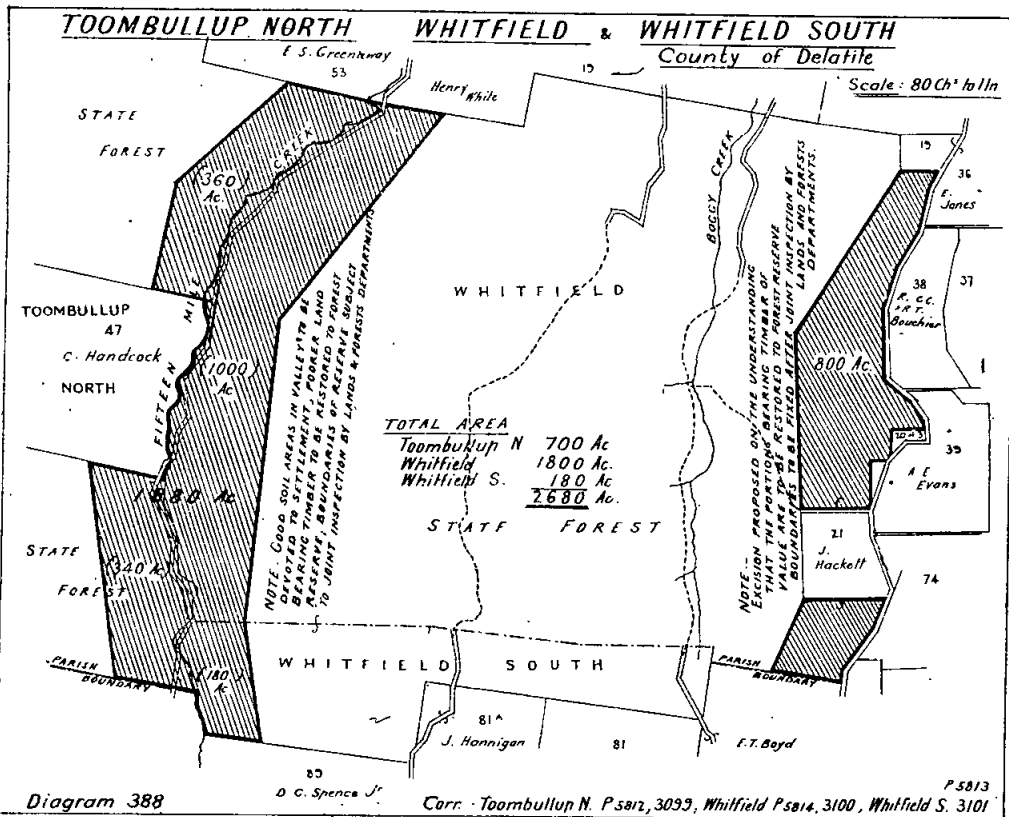 TOOMBULLUP NORTH WHITFIELD & WHITFIELD SOUTH
County of Delatite
Scale : 80 Chs to 1 In
E S. Greenaway
53
Henry White
19
STATE
FOREST
360
Ac.
CREEK
MILE
FIFTEEN
TOOMBULLUP
47
C. Handcock
NORTH
1000
Ac
1680 Ac
STATE
FOREST
340 Ac
180
Ac
PARISH
BOUNDARY
NOTE. GOOD SOIL AREAS IN VALLEY TO BE
DEVOTED TO SETTLEMENT, POORER LAND
BEARING TIMBER TO BE RESTORED TO FOREST
RESERVE, BOUNDARIES OF RESERVE SUBJECT
TO JOINT INSPECTION BY LANDS & FORESTS DEPARTMENTS
WHITFIELD
BOGGY CREEK
TOTAL AREA
Toombullup N 700 Ac
Whitfield 1800 Ac.
Whitfield S. 180 Ac
2680 Ac.
STATE FOREST
NOTE:-
EXCISION PROPOSED ON THE UNDERSTANDING
THAT THE PORTIONS BEARING TIMBER OF
VALUE ARE TO BE RESTORED TO FOREST RESERVE
BOUNDARIES TO BE FIXED AFTER JOINT INSPECTION BY
LANDS AND FORESTS
DEPARTMENTS.
19
36
E. Janes
38
R. G.C.
& R.T.
Bouchier
37
800 Ac.
39
A E
Evans
21
J.
Hackett
74
PARISH
BOUNDARY
WHITFIELD SOUTH
81A
J. Hannigan
81
E.T. Boyd
89
D G. Spence Jr
P 5813
Diagram 388
Corr. - Toombullup N. P 5812, 3099, Whitfield P 5814, 3100, Whitfield S. 3101